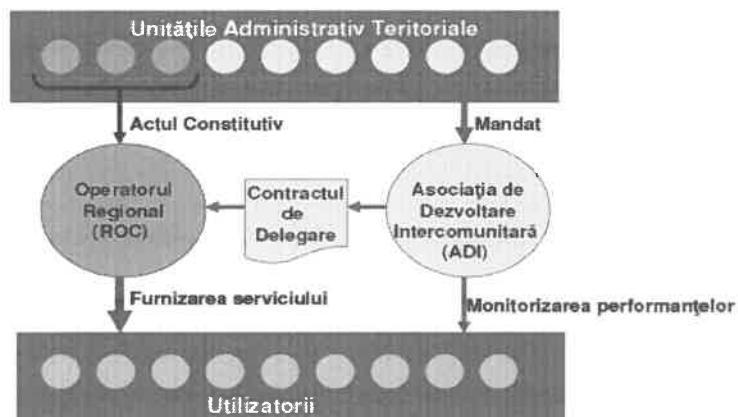 Unitățile Administrativ Teritoriale
Actul Constitutiv
Mandat
Operatorul
Regional
(ROC)
Contractul
de
Delegare
Asociația de
Dezvoltare
Intercomunitară
(ADI)
Furnizarea serviciului
Monitorizarea performanțelor
Utilizatorii